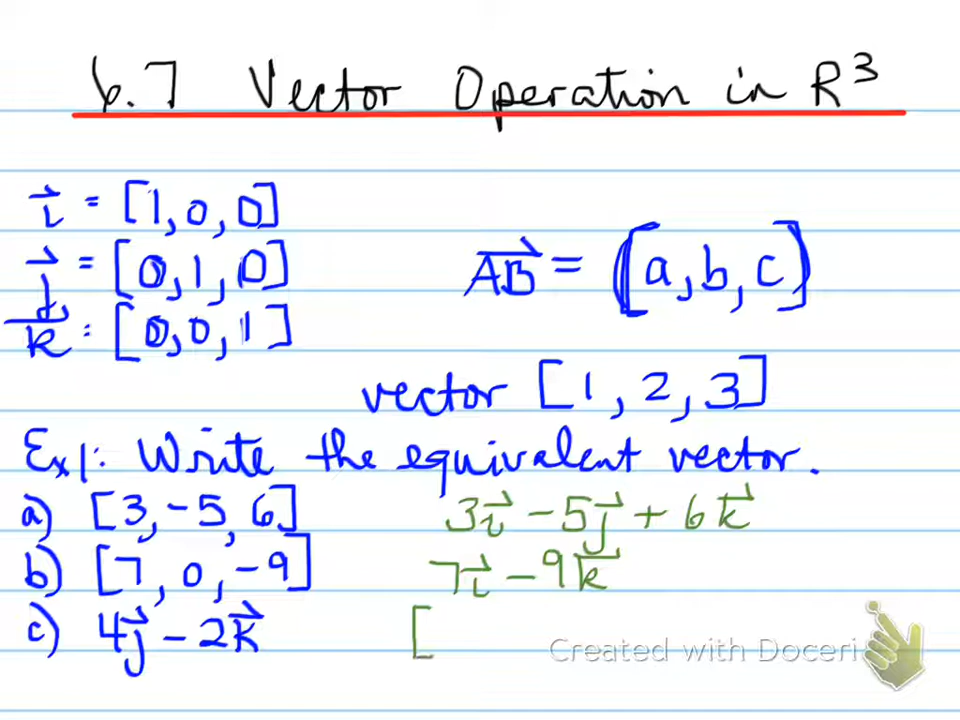 6.7 Vector Operation in R³
i⃗ = [1, 0, 0]
j⃗ = [0, 1, 0]
AB⃗ = [a, b, c]
k⃗ = [0, 0, 1]
vector [1, 2, 3]
Ex1: Write the equivalent vector.
a) [3, -5, 6] 3i⃗ - 5j⃗ + 6k⃗
b) [7, 0, -9] 7i⃗ - 9k⃗
c) 4j⃗ - 2k⃗ [
Created with Doceri